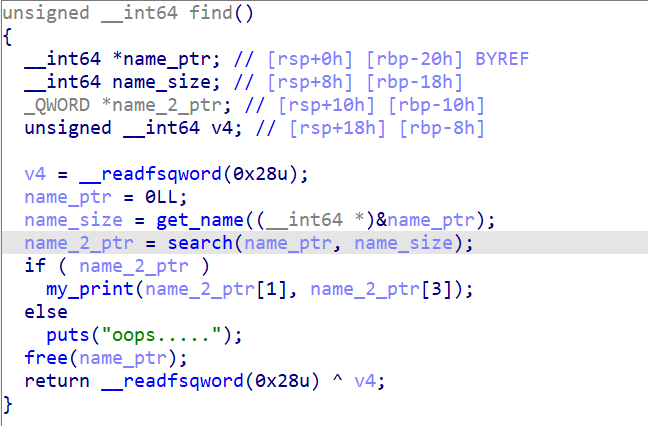 unsigned __int64 find()
{
  __int64 *name_ptr; // [rsp+0h] [rbp-20h] BYREF
  __int64 name_size; // [rsp+8h] [rbp-18h]
  _QWORD *name_2_ptr; // [rsp+10h] [rbp-10h]
  unsigned __int64 v4; // [rsp+18h] [rbp-8h]

  v4 = __readfsqword(0x28u);
  name_ptr = 0LL;
  name_size = get_name((__int64 *)&name_ptr);
  name_2_ptr = search(name_ptr, name_size);
  if ( name_2_ptr )
    my_print(name_2_ptr[1], name_2_ptr[3]);
  else
    puts("oops.....");
  free(name_ptr);
  return __readfsqword(0x28u) ^ v4;
}